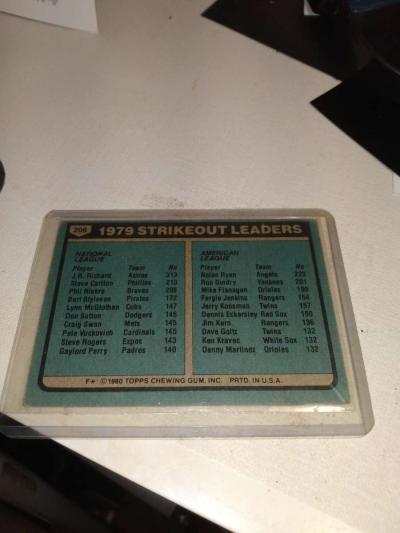 206 1979 STRIKEOUT LEADERS
NATIONAL
LEAGUE
Player Team No
J.R. Richard Astros 313
Steve Carlton Phillies 213
Phil Niekro Braves 208
Bert Blyleven Pirates 172
Lynn McGlothen Cubs 147
Don Sutton Dodgers 146
Craig Swan Mets 145
Pete Vuckovich Cardinals 145
Steve Rogers Expos 143
Gaylord Perry Padres 140
AMERICAN
LEAGUE
Player Team No
Nolan Ryan Angels 223
Ron Guidry Yankees 201
Mike Flanagan Orioles 190
Fergie Jenkins Rangers 164
Jerry Koosman Twins 157
Dennis Eckersley Red Sox 150
Jim Kern Rangers 136
Dave Goltz Twins 132
Ken Kravec White Sox 132
Denny Martinez Orioles 132
F* ©1980 TOPPS CHEWING GUM, INC. PRTD. IN U.S.A.